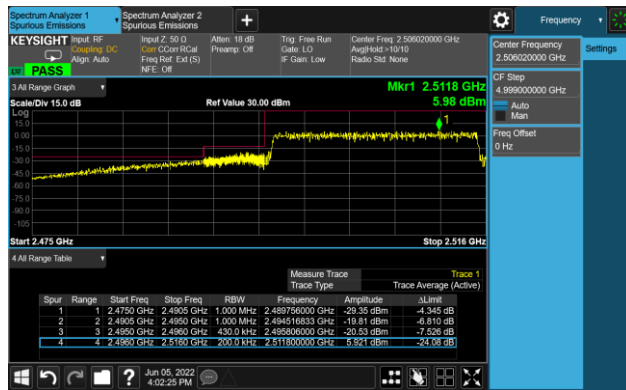 Spectrum Analyzer 1
Spurious Emissions
Spectrum Analyzer 2
Spurious Emissions
Frequency
KEYSIGHT
Input: RF
Coupling: DC
Align: Auto
Input Z: 50 Ω
Corr CCorr RCal
Freq Ref: Ext (S)
NFE: Off
Atten: 18 dB
Preamp: Off
Trig: Free Run
Gate: LO
IF Gain: Low
Center Freq: 2.506020000 GHz
Avg|Hold:>10/10
Radio Std: None
PASS
Center Frequency
2.506020000 GHz
Settings
CF Step
4.999000000 GHz
Auto
Man
Freq Offset
0 Hz
3 All Range Graph
Mkr1 2.5118 GHz
Scale/Div 15.0 dB
Ref Value 30.00 dBm
5.98 dBm
Log
15.0
0.00
-15.0
-30.0
-45.0
-60.0
-75.0
-90.0
-105
1
Start 2.475 GHz
Stop 2.516 GHz
4 All Range Table
Measure Trace Trace 1
Trace Type Trace Average (Active)
Spur Range Start Freq Stop Freq RBW Frequency Amplitude ΔLimit
1 1 2.4750 GHz 2.4905 GHz 1.000 MHz 2.489756000 GHz -29.35 dBm -4.345 dB
2 2 2.4905 GHz 2.4950 GHz 1.000 MHz 2.494516833 GHz -19.81 dBm -6.810 dB
3 3 2.4950 GHz 2.4960 GHz 430.0 kHz 2.495806000 GHz -20.53 dBm -7.526 dB
4 4 2.4960 GHz 2.5160 GHz 200.0 kHz 2.511800000 GHz 5.921 dBm -24.08 dB
Jun 05, 2022
4:02:25 PM